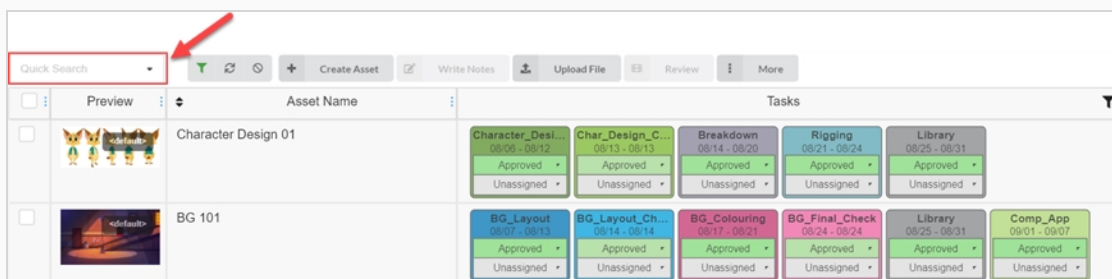 Quick Search
Create Asset
Write Notes
Upload File
Review
More
Preview
Asset Name
Tasks
<default>
Character Design 01
Character_Desi...
08/06 - 08/12
Approved
Unassigned
Char_Design_C...
08/13 - 08/13
Approved
Unassigned
Breakdown
08/14 - 08/20
Approved
Unassigned
Rigging
08/21 - 08/24
Approved
Unassigned
Library
08/25 - 08/31
Approved
Unassigned
<default>
BG 101
BG_Layout
08/07 - 08/13
Approved
Unassigned
BG_Layout_Ch...
08/14 - 08/14
Approved
Unassigned
BG_Colouring
08/17 - 08/21
Approved
Unassigned
BG_Final_Check
08/24 - 08/24
Approved
Unassigned
Library
08/25 - 08/31
Approved
Unassigned
Comp_App
09/01 - 09/07
Approved
Unassigned